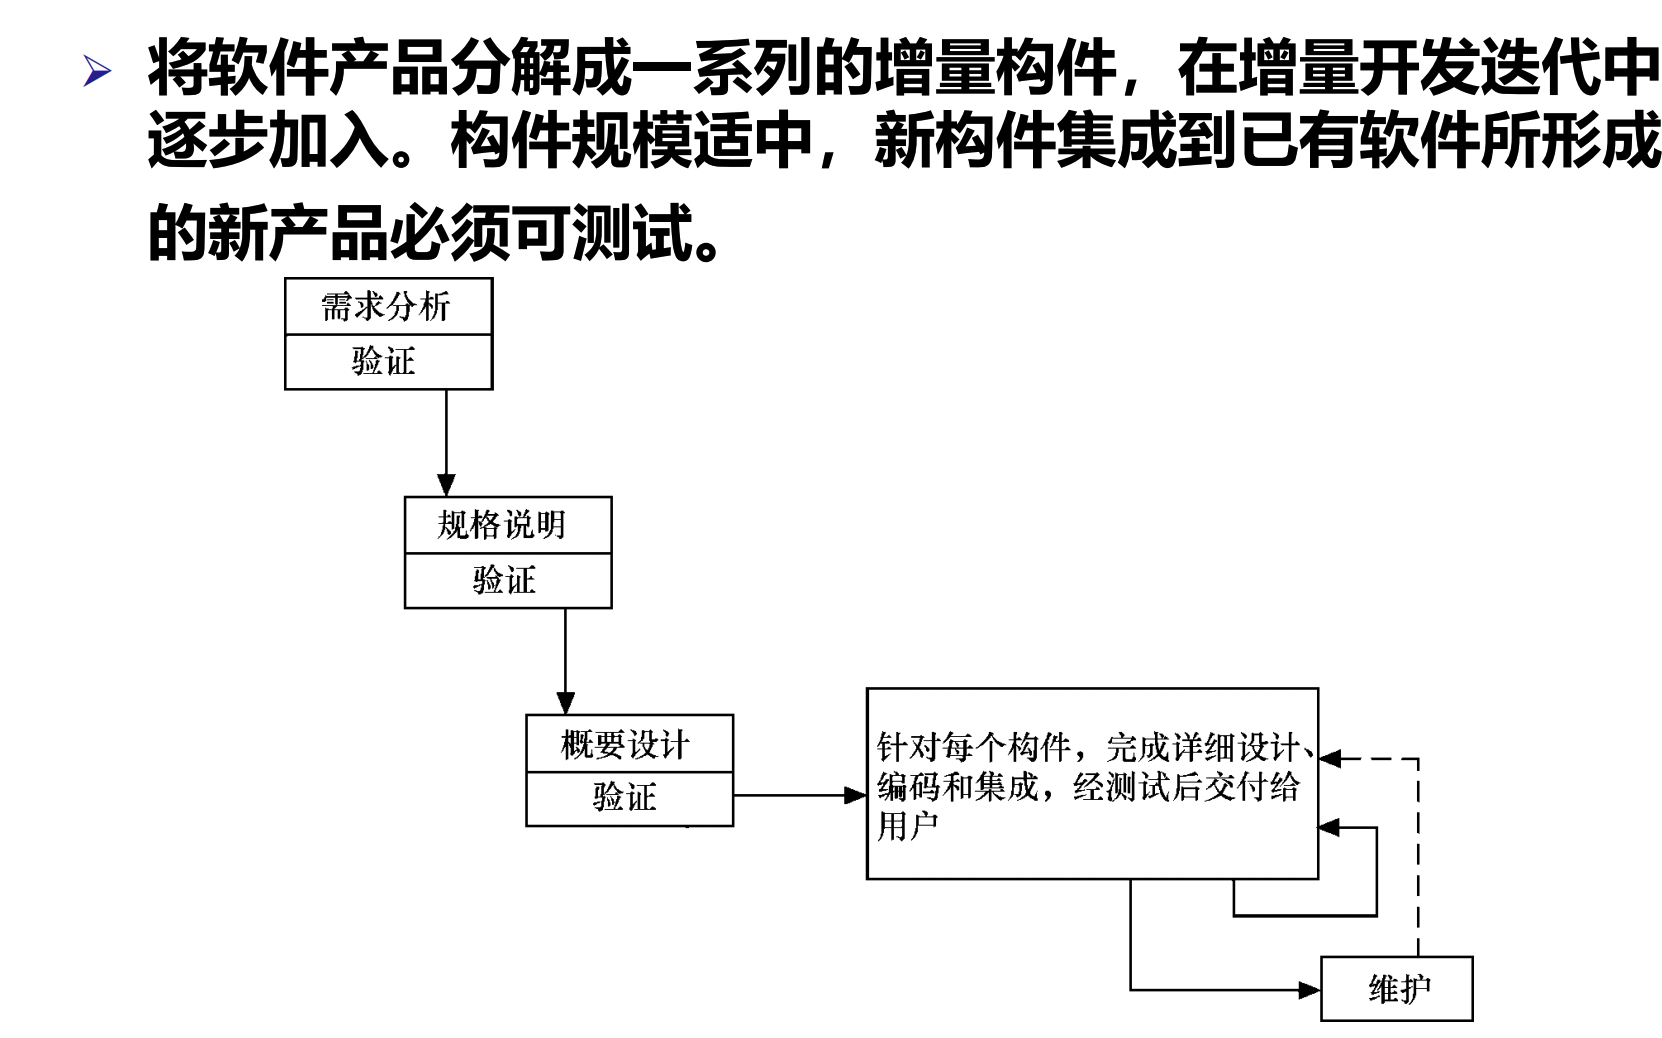 将软件产品分解成一系列的增量构件，在增量开发迭代中
逐步加入。构件规模适中，新构件集成到已有软件所形成
的新产品必须可测试。
需求分析
验证
规格说明
验证
概要设计
验证
针对每个构件，完成详细设计、
编码和集成，经测试后交付给
用户
维护